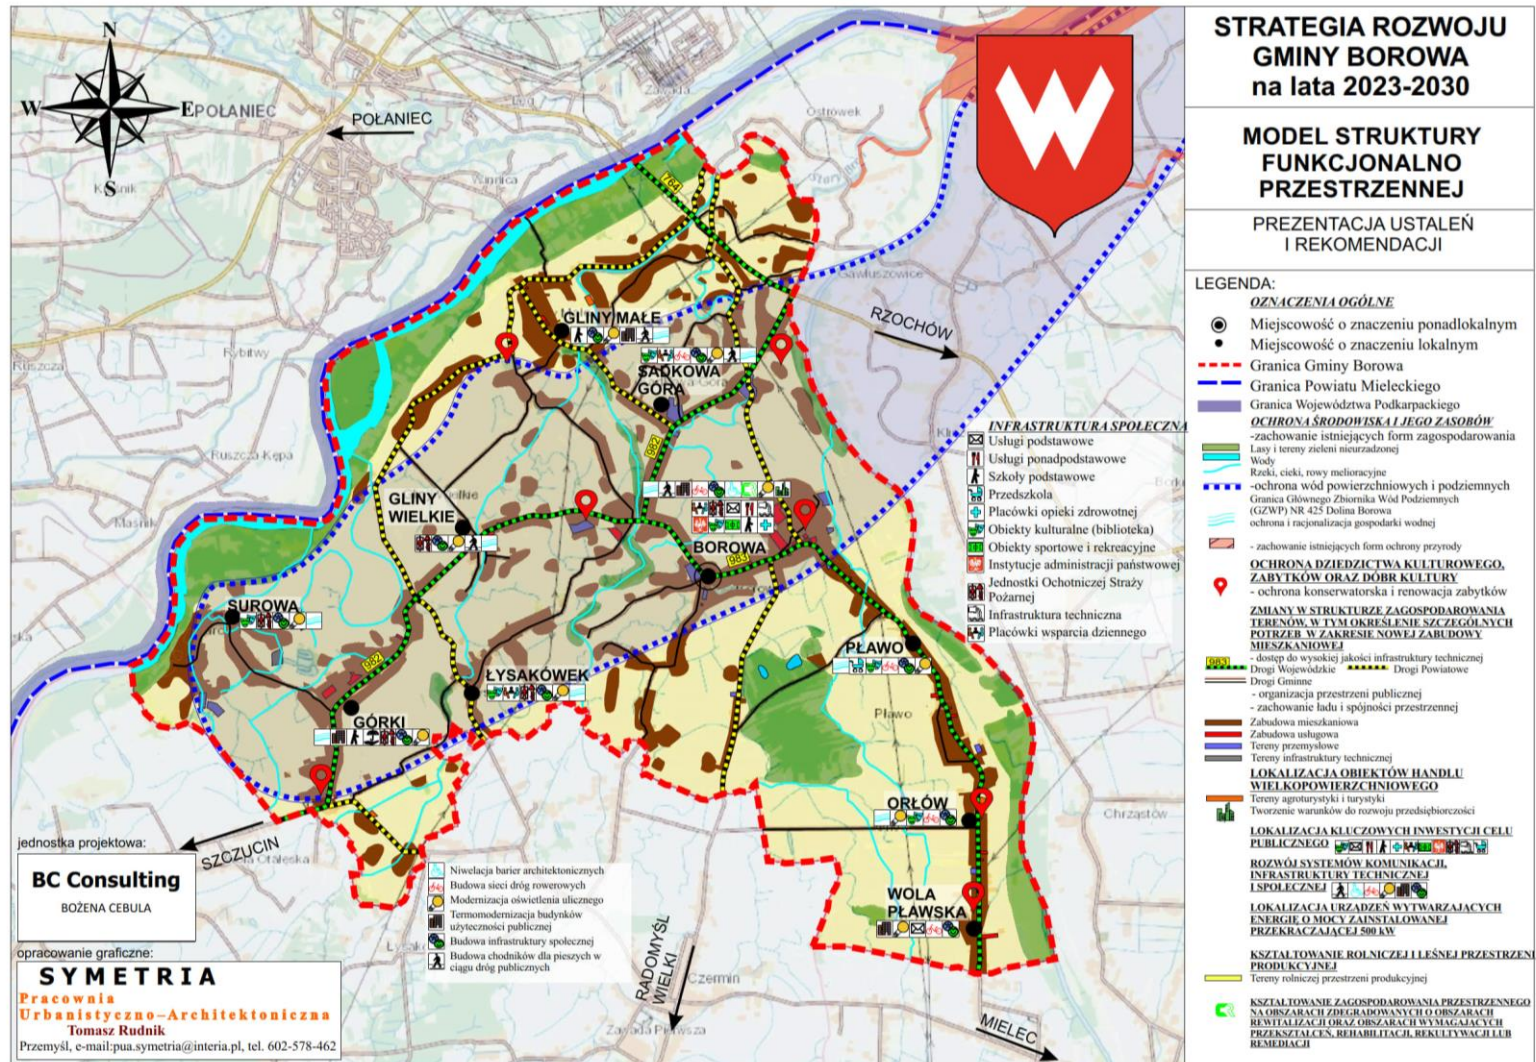 STRATEGIA ROZWOJU
GMINY BOROWA
na lata 2023-2030
MODEL STRUKTURY
FUNKCJONALNO
PRZESTRZENNEJ
PREZENTACJA USTALEŃ
I REKOMENDACJI
LEGENDA:
OZNACZENIA OGÓLNE
Miejscowość o znaczeniu ponadlokalnym
Miejscowość o znaczeniu lokalnym
Granica Gminy Borowa
Granica Powiatu Mieleckiego
Granica Województwa Podkarpackiego
OCHRONA ŚRODOWISKA I JEGO ZASOBÓW
-zachowanie istniejących form zagospodarowania
Lasy i tereny zieleni nieurządzonej
Wody
Rzeki, cieki, rowy melioracyjne
-ochrona wód powierzchniowych i podziemnych
Granica Głównego Zbiornika Wód Podziemnych
(GZWP) NR 425 Dolina Borowa
ochrona i racjonalizacja gospodarki wodnej
- zachowanie istniejących form ochrony przyrody
OCHRONA DZIEDZICTWA KULTUROWEGO,
ZABYTKÓW ORAZ DÓBR KULTURY
- ochrona konserwatorska i renowacja zabytków
ZMIANY W STRUKTURZE ZAGOSPODAROWANIA
TERENÓW, W TYM OKREŚLENIE SZCZEGÓLNYCH
POTRZEB W ZAKRESIE NOWEJ ZABUDOWY
MIESZKANIOWEJ
- dostęp do wysokiej jakości infrastruktury technicznej
983 Drogi Wojewódzkie Drogi Powiatowe
Drogi Gminne
- organizacja przestrzeni publicznej
- zachowanie ładu i spójności przestrzennej
Zabudowa mieszkaniowa
Zabudowa usługowa
Tereny przemysłowe
Tereny infrastruktury technicznej
LOKALIZACJA OBIEKTÓW HANDLU
WIELKOPOWIERZCHNIOWEGO
Tereny agroturystyki i turystyki
Tworzenie warunków do rozwoju przedsiębiorczości
LOKALIZACJA KLUCZOWYCH INWESTYCJI CELU
PUBLICZNEGO
ROZWÓJ SYSTEMÓW KOMUNIKACJI,
INFRASTRUKTURY TECHNICZNEJ
I SPOŁECZNEJ
LOKALIZACJA URZĄDZEŃ WYTWARZAJĄCYCH
ENERGIĘ O MOCY ZAINSTALOWANEJ
PRZEKRACZAJĄCEJ 500 kW
KSZTAŁTOWANIE ROLNICZEJ I LEŚNEJ PRZESTRZENI
PRODUKCYJNEJ
Tereny rolniczej przestrzeni produkcyjnej
KSZTAŁTOWANIE ZAGOSPODAROWANIA PRZESTRZENNEGO
NA OBSZARACH ZDEGRADOWANYCH O OBSZARACH
REWITALIZACJI ORAZ OBSZARACH WYMAGAJĄCYCH
PRZEKSZTAŁCEŃ, REHABILITACJI, REKULTYWACJI LUB
REMEDIACJI
N
W
E
S
POŁANIEC
POŁANIEC
Zawada
Ostrówek
Winnica
764
Gawłuszowice
RZOCHÓW
Rybitwy
Ruszcza
Ruszcza-Kępa
GLINY MAŁE
SADKOWA
GÓRA
982
GLINY
WIELKIE
BOROWA
983
SUROWA
982
ŁYSAKÓWEK
GÓRKI
PŁAWO
Pławo
ORŁÓW
Chrząstów
WOLA
PŁAWSKA
SZCZUCIN
RADOMYŚL
WIELKI
Czermin
MIELEC
INFRASTRUKTURA SPOŁECZNA
Usługi podstawowe
Usługi ponadpodstawowe
Szkoły podstawowe
Przedszkola
Placówki opieki zdrowotnej
Obiekty kulturalne (biblioteka)
Obiekty sportowe i rekreacyjne
Instytucje administracji państwowej
Jednostki Ochotniczej Straży
Pożarnej
Infrastruktura techniczna
Placówki wsparcia dziennego
Niwelacja barier architektonicznych
Budowa sieci dróg rowerowych
Modernizacja oświetlenia ulicznego
Termomodernizacja budynków
użyteczności publicznej
Budowa infrastruktury społecznej
Budowa chodników dla pieszych w
ciągu dróg publicznych
jednostka projektowa:
BC Consulting
BOŻENA CEBULA
opracowanie graficzne:
SYMETRIA
Pracownia
Urbanistyczno-Architektoniczna
Tomasz Rudnik
Przemyśl, e-mail:pua.symetria@interia.pl, tel. 602-578-462